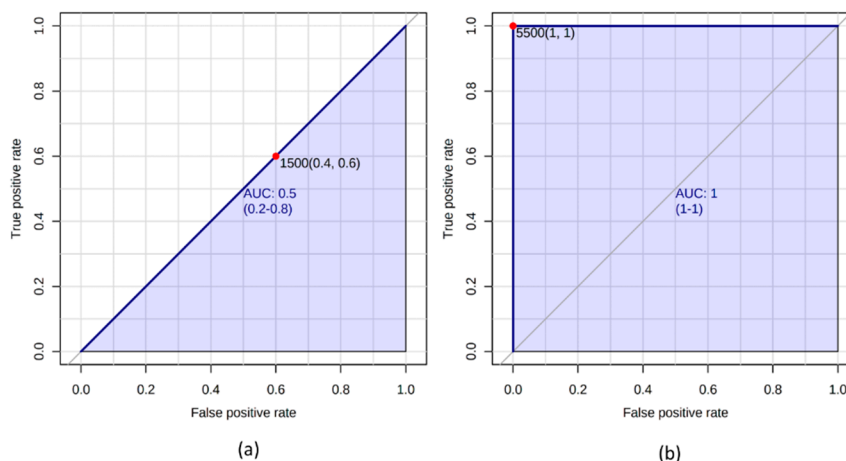 1.0
0.8
0.6
0.4
0.2
0.0
True positive rate
1500(0.4, 0.6)
AUC: 0.5
(0.2-0.8)
0.0 0.2 0.4 0.6 0.8 1.0
False positive rate
(a)
1.0
0.8
0.6
0.4
0.2
0.0
True positive rate
5500(1, 1)
AUC: 1
(1-1)
0.0 0.2 0.4 0.6 0.8 1.0
False positive rate
(b)